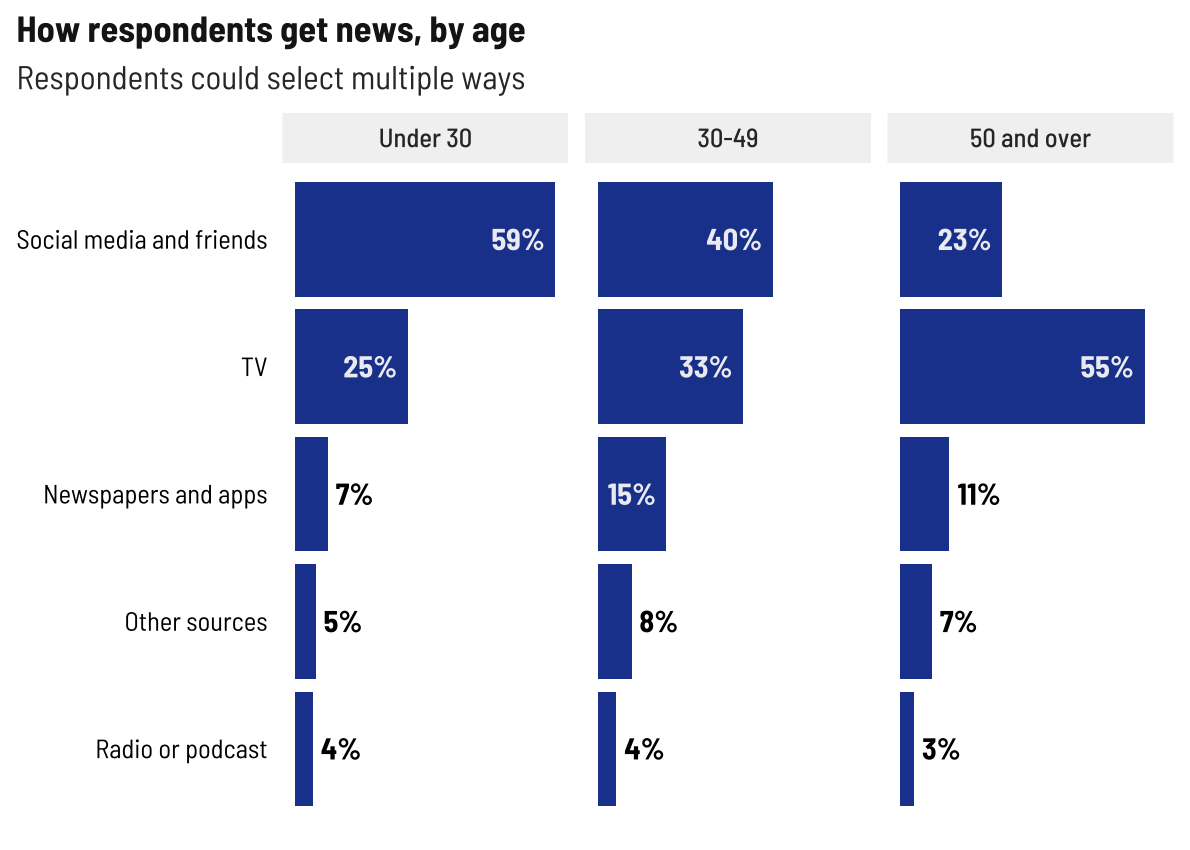 How respondents get news, by age
Respondents could select multiple ways
Under 30
30-49
50 and over
Social media and friends
59%
40%
23%
TV
25%
33%
55%
Newspapers and apps
7%
15%
11%
Other sources
5%
8%
7%
Radio or podcast
4%
4%
3%